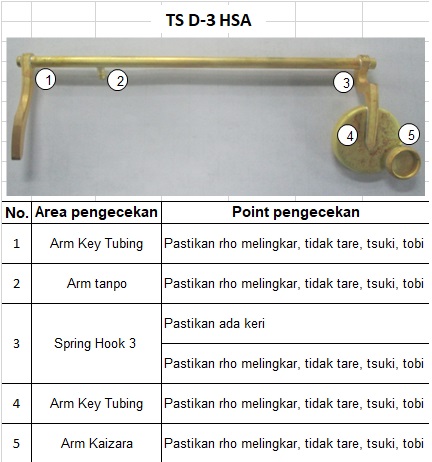 TS D-3 HSA
1
2
3
4
5
No. Area pengecekan Point pengecekan
1 Arm Key Tubing Pastikan rho melingkar, tidak tare, tsuki, tobi
2 Arm tanpo Pastikan rho melingkar, tidak tare, tsuki, tobi
3 Spring Hook 3 Pastikan ada keri
Pastikan rho melingkar, tidak tare, tsuki, tobi
4 Arm Key Tubing Pastikan rho melingkar, tidak tare, tsuki, tobi
5 Arm Kaizara Pastikan rho melingkar, tidak tare, tsuki, tobi